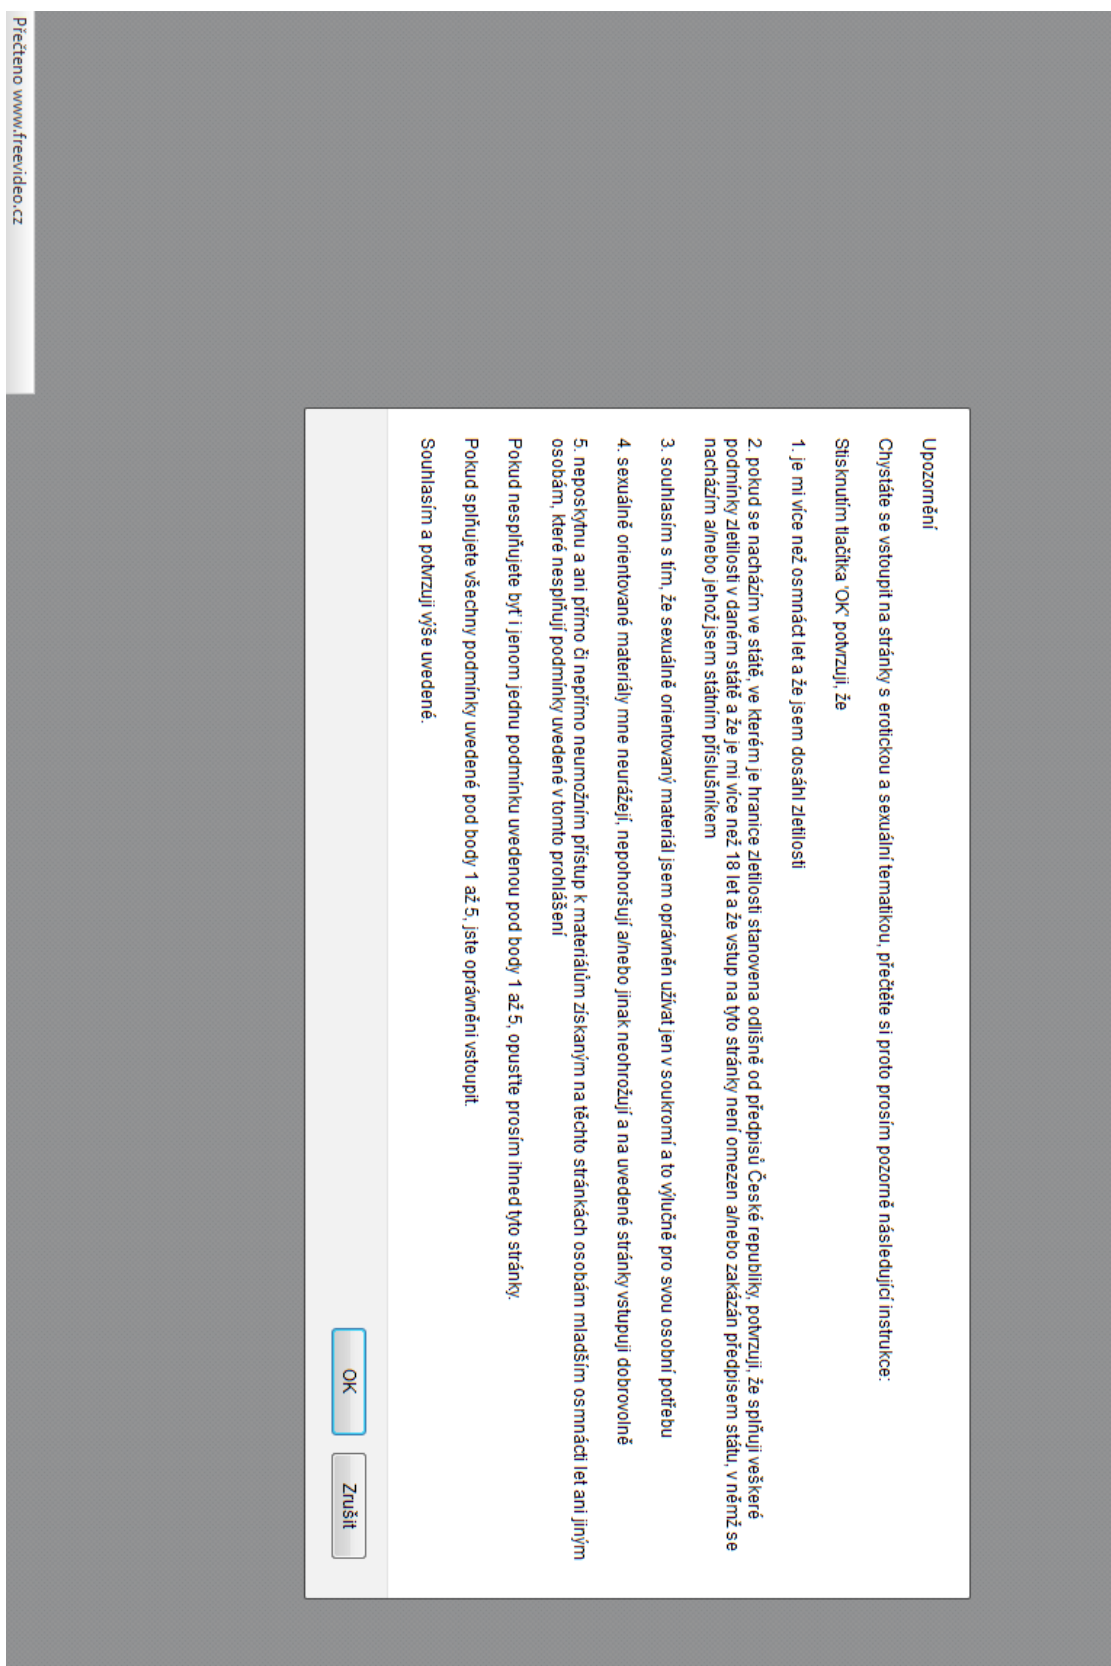 Upozornění
Chystáte se vstoupit na stránky s erotickou a sexuální tematikou, přečtěte si proto prosím pozorně následující instrukce:
Stisknutím tlačítka 'OK' potvrzuji, že
1. je mi více než osmnáct let a že jsem dosáhl zletilosti
2. pokud se nacházím ve státě, ve kterém je hranice zletilosti stanovena odlišně od předpisů České republiky, potvrzuji, že splňuji veškeré
podmínky zletilosti v daném státě a že je mi více než 18 let a že vstup na tyto stránky není omezen a/nebo zakázán předpisem státu, v němž se
nacházím a/nebo jehož jsem státním příslušníkem
3. souhlasím s tím, že sexuálně orientovaný materiál jsem oprávněn užívat jen v soukromí a to výlučně pro svou osobní potřebu
4. sexuálně orientované materiály mne neurážejí, nepohoršují a/nebo jinak neohrožují a na uvedené stránky vstupuji dobrovolně
5. neposkytnu a ani přímo či nepřímo neumožním přístup k materiálům získaným na těchto stránkách osobám mladším osmnácti let ani jiným
osobám, které nesplňují podmínky uvedené v tomto prohlášení
Pokud nesplňujete byť i jenom jednu podmínku uvedenou pod body 1 až 5, opusťte prosím ihned tyto stránky.
Pokud splňujete všechny podmínky uvedené pod body 1 až 5, jste oprávněni vstoupit.
Souhlasím a potvrzuji výše uvedené.
OK
Zrušit
Přečteno www.freevideo.cz